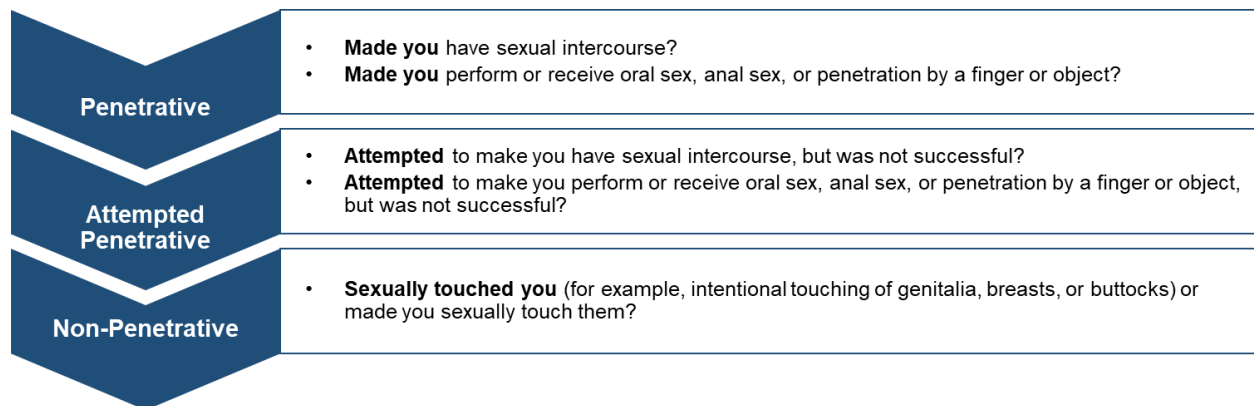 Penetrative
• Made you have sexual intercourse?
• Made you perform or receive oral sex, anal sex, or penetration by a finger or object?
Attempted
Penetrative
• Attempted to make you have sexual intercourse, but was not successful?
• Attempted to make you perform or receive oral sex, anal sex, or penetration by a finger or object,
but was not successful?
Non-Penetrative
• Sexually touched you (for example, intentional touching of genitalia, breasts, or buttocks) or
made you sexually touch them?